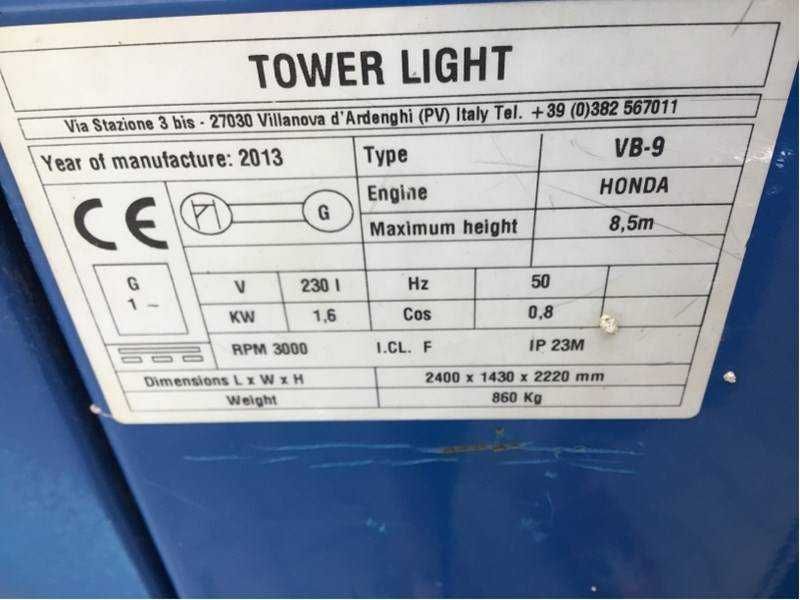 TOWER LIGHT
Via Stazione 3 bis - 27030 Villanova d'Ardenghi (PV) Italy Tel. +39 (0)382 567011
Year of manufacture: 2013
Type VB-9
Engine HONDA
Maximum height 8,5m
CE
G
G
1 ~
V 230 I Hz 50
KW 1,6 Cos 0,8
RPM 3000 I.CL. F IP 23M
Dimensions L x W x H 2400 x 1430 x 2220 mm
Weight 860 Kg